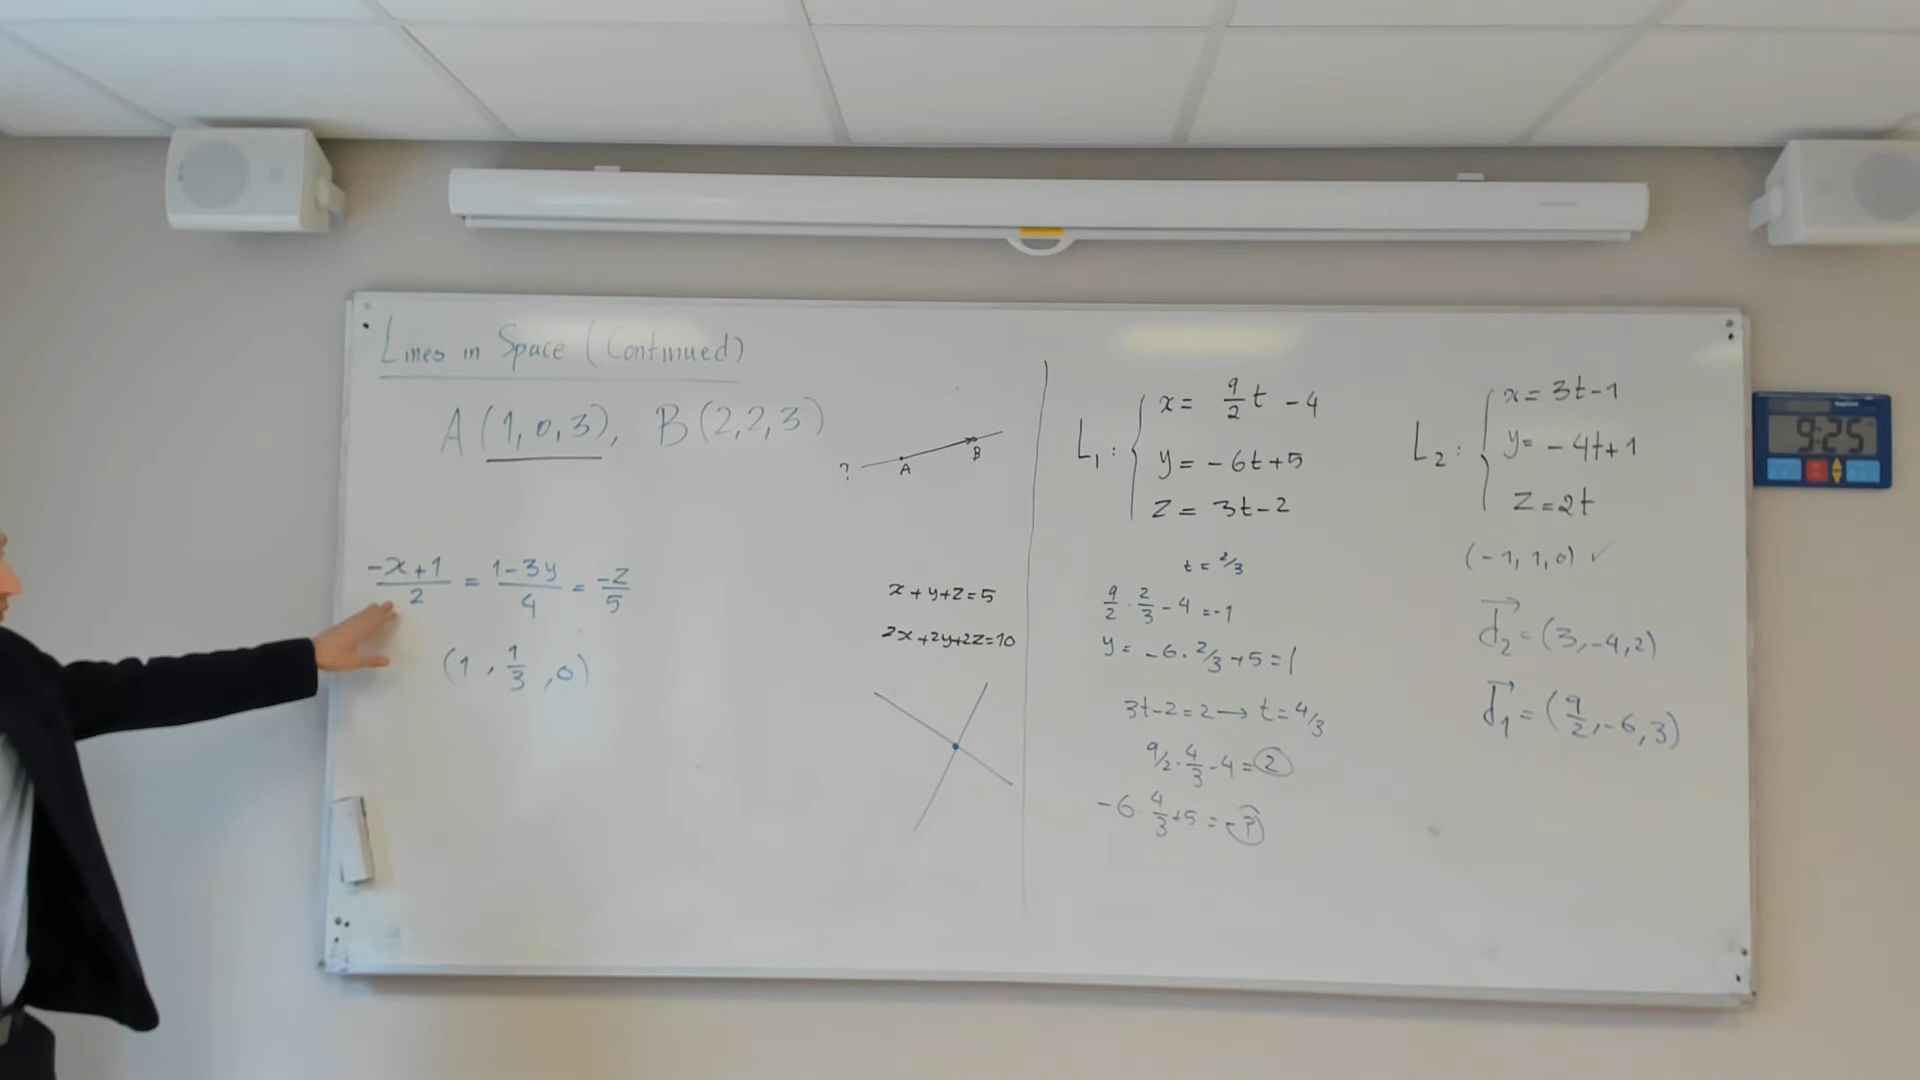 Lines in Space (Continued)
A (1, 0, 3), B (2, 2, 3)
? A B
(-x+1)/2 = (1-3y)/4 = -z/5
(1, 1/3, 0)
x + y + z = 5
2x + 2y + 2z = 10
L₁ : { x = 9/2 t - 4
y = - 6t + 5
z = 3t - 2
t = 2/3
9/2 · 2/3 - 4 = -1
y = -6 · 2/3 + 5 = 1
3t - 2 = 2 → t = 4/3
9/2 · 4/3 - 4 = 2
-6 · 4/3 + 5 =
L₂ : { x = 3t - 1
y = - 4t + 1
z = 2t
(-1, 1, 0) ✓
d₂ = (3, -4, 2)
d₁ = (9/2, -6, 3)
9:25